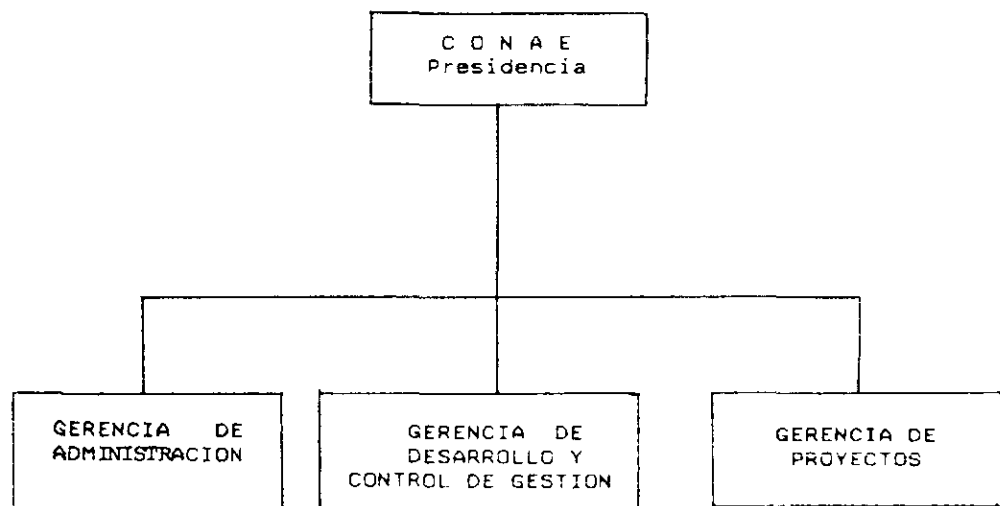 C O N A E
Presidencia
GERENCIA DE
ADMINISTRACION
GERENCIA DE
DESARROLLO Y
CONTROL DE GESTION
GERENCIA DE
PROYECTOS